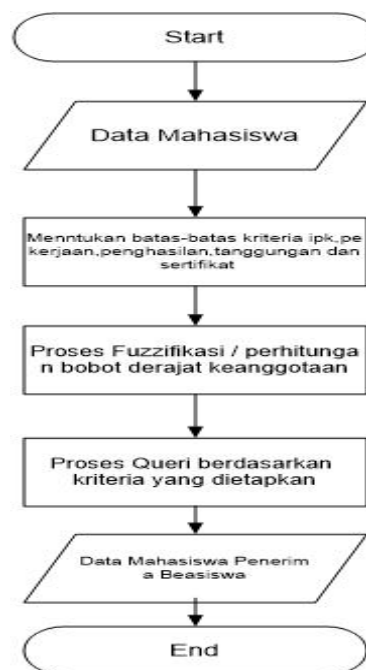 Start
Data Mahasiswa
Menntukan batas-batas kriteria ipk,pe
kerjaan,penghasilan,tanggungan dan
sertifikat
Proses Fuzzifikasi / perhitunga
n bobot derajat keanggotaan
Proses Queri berdasarkan
kriteria yang dietapkan
Data Mahasiswa Penerim
a Beasiswa
End